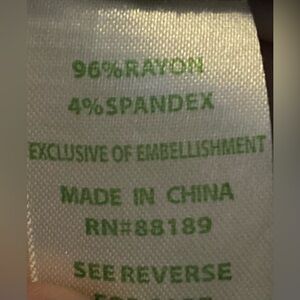 96%RAYON
4%SPANDEX
EXCLUSIVE OF EMBELLISHMENT
MADE IN CHINA
RN#88189
SEE REVERSE